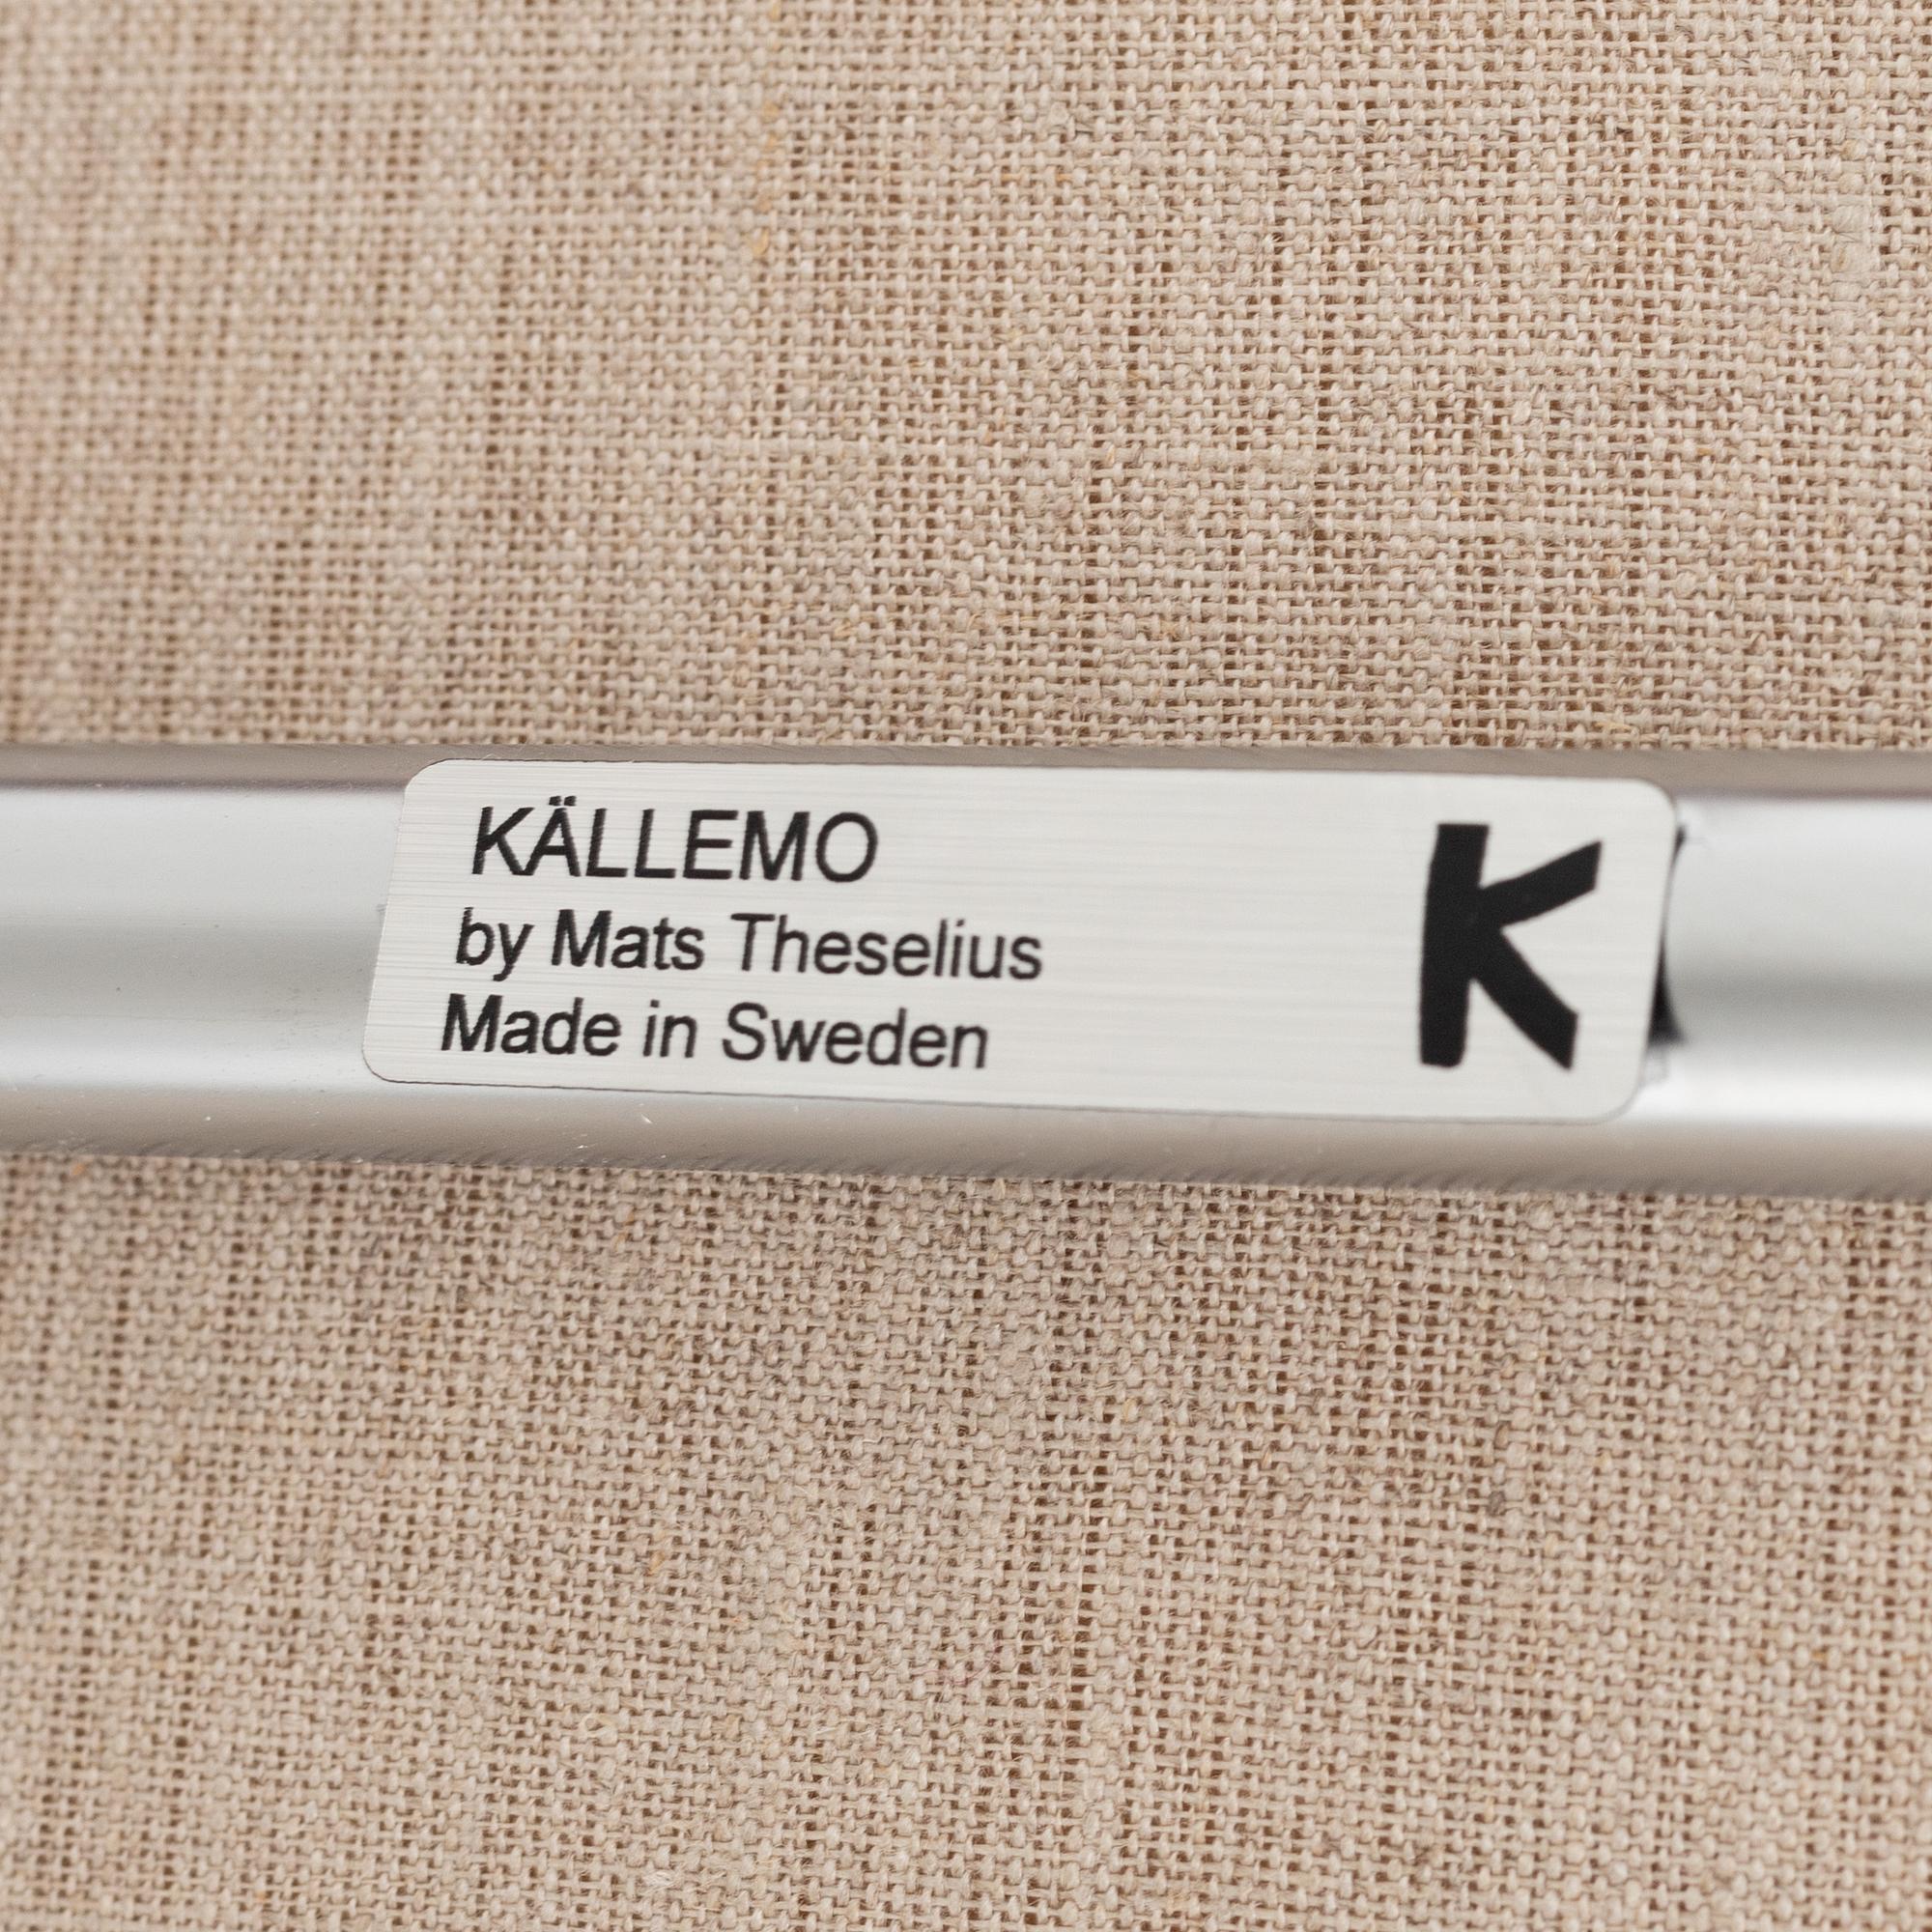 KÄLLEMO
by Mats Theselius
Made in Sweden
K